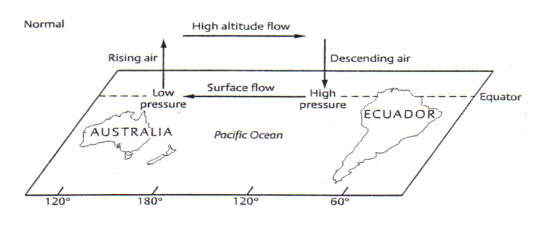 Normal
High altitude flow
Rising air
Descending air
Low
pressure
Surface flow
High
pressure
Equator
ECUADOR
AUSTRALIA
Pacific Ocean
120°
180°
120°
60°